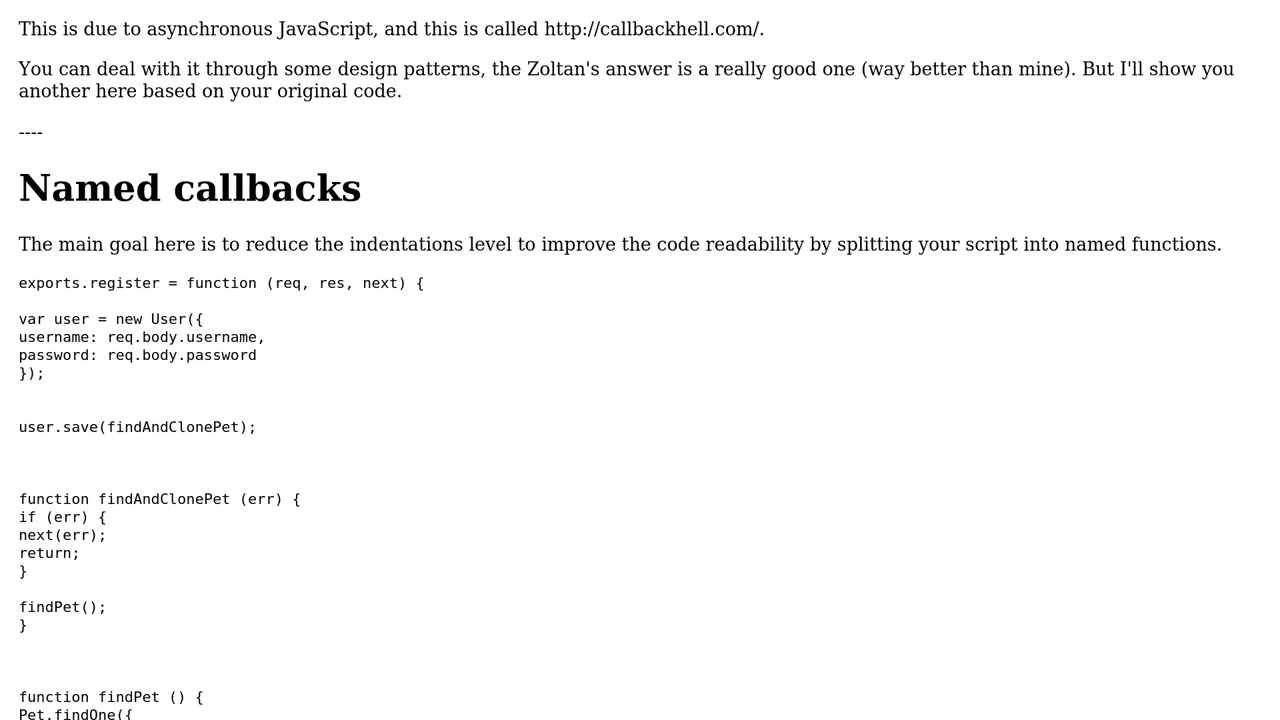 This is due to asynchronous JavaScript, and this is called http://callbackhell.com/.
You can deal with it through some design patterns, the Zoltan's answer is a really good one (way better than mine). But I'll show you
another here based on your original code.
----
Named callbacks
The main goal here is to reduce the indentations level to improve the code readability by splitting your script into named functions.
exports.register = function (req, res, next) {
var user = new User({
username: req.body.username,
password: req.body.password
});
user.save(findAndClonePet);
function findAndClonePet (err) {
if (err) {
next(err);
return;
}
findPet();
}
function findPet () {
Pet.findOne({